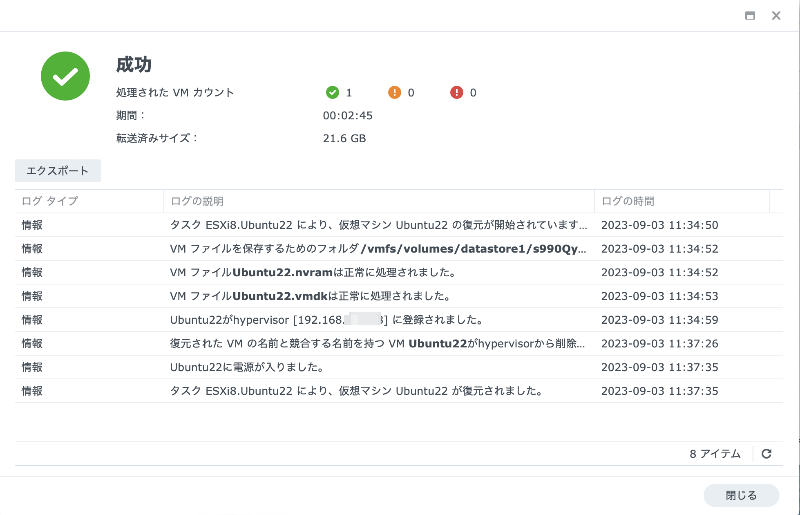 成功
処理された VM カウント 1 0 0
期間： 00:02:45
転送済みサイズ： 21.6 GB
エクスポート
ログ タイプ ログの説明 ログの時間
情報 タスク ESXi8.Ubuntu22 により、仮想マシン Ubuntu22 の復元が開始されています... 2023-09-03 11:34:50
情報 VM ファイルを保存するためのフォルダ/vmfs/volumes/datastore1/s990Qy... 2023-09-03 11:34:52
情報 VM ファイルUbuntu22.nvramは正常に処理されました。 2023-09-03 11:34:52
情報 VM ファイルUbuntu22.vmdkは正常に処理されました。 2023-09-03 11:34:53
情報 Ubuntu22がhypervisor [192.168. ] に登録されました。 2023-09-03 11:34:59
情報 復元された VM の名前と競合する名前を持つ VM Ubuntu22がhypervisorから削除... 2023-09-03 11:37:26
情報 Ubuntu22に電源が入りました。 2023-09-03 11:37:35
情報 タスク ESXi8.Ubuntu22 により、仮想マシン Ubuntu22 が復元されました。 2023-09-03 11:37:35
8 アイテム
閉じる